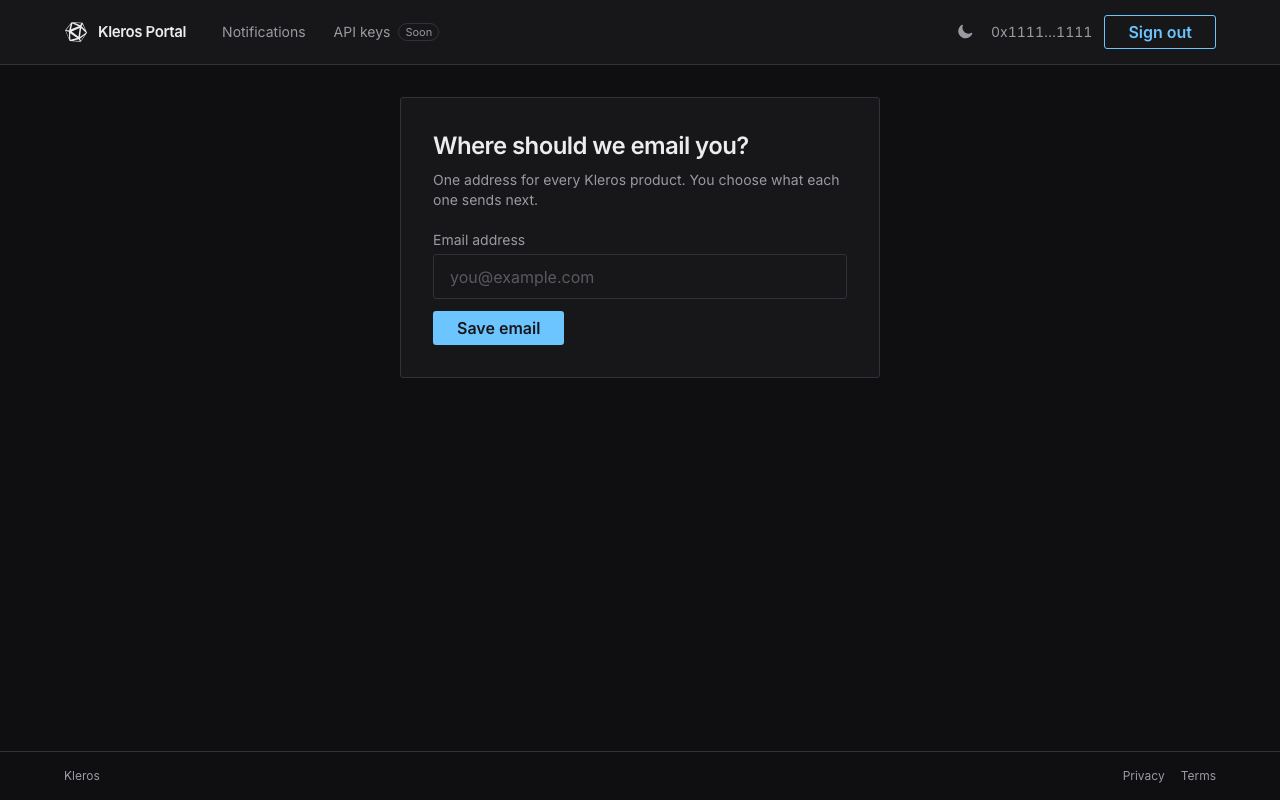 Kleros Portal
Notifications
API keys
Soon
0x1111...1111
Sign out
Where should we email you?
One address for every Kleros product. You choose what each
one sends next.
Email address
you@example.com
Save email
Kleros
Privacy
Terms